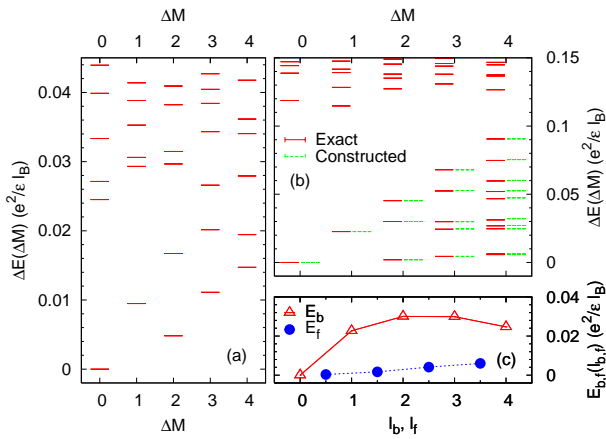 ΔM
ΔM
0 1 2 3 4
0 1 2 3 4
0.04
0.03
0.02
0.01
0
ΔE(ΔM) (e²/ε l_B)
(a)
0 1 2 3 4
ΔM
0.15
0.1
0.05
0
ΔE(ΔM) (e²/ε l_B)
Exact
Constructed
(b)
E_b
E_f
(c)
0.04
0.02
0
E_b,f(l_b,f) (e²/ε l_B)
0 1 2 3 4
l_b, l_f